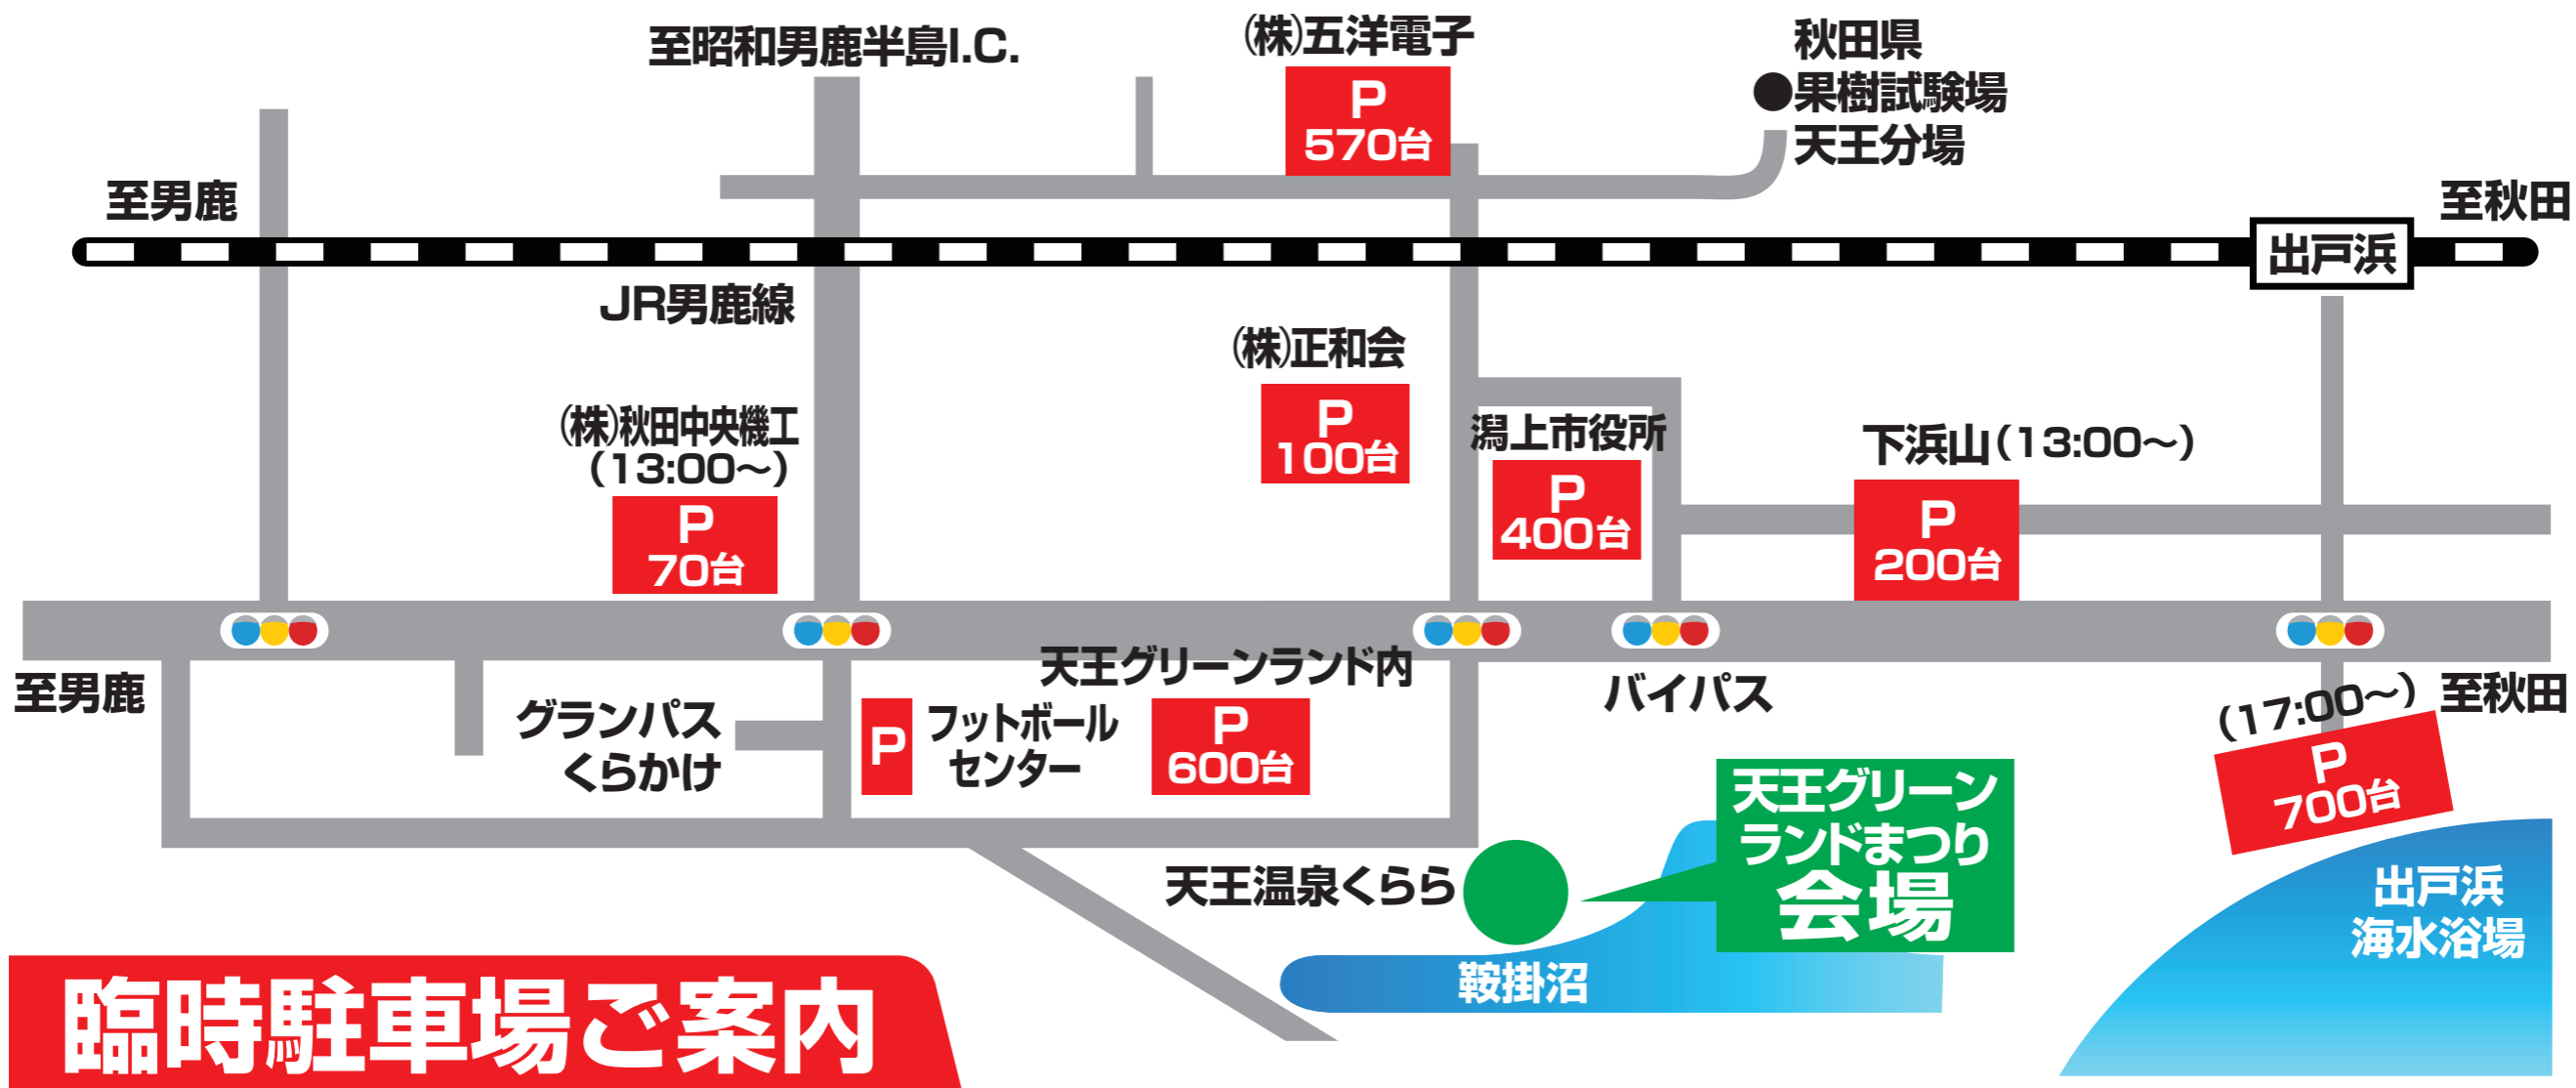 至昭和男鹿半島I.C.
(株)五洋電子
P
570台
秋田県
●果樹試験場
天王分場
至男鹿
至秋田
出戸浜
JR男鹿線
(株)正和会
P
100台
(株)秋田中央機工
(13:00〜)
P
70台
潟上市役所
P
400台
下浜山(13:00〜)
P
200台
至男鹿
グランパス
くらかけ
P
フットボール
センター
天王グリーンランド内
P
600台
バイパス
(17:00〜)
P
700台
至秋田
天王グリーン
ランドまつり
会場
天王温泉くらら
鞍掛沼
出戸浜
海水浴場
臨時駐車場ご案内